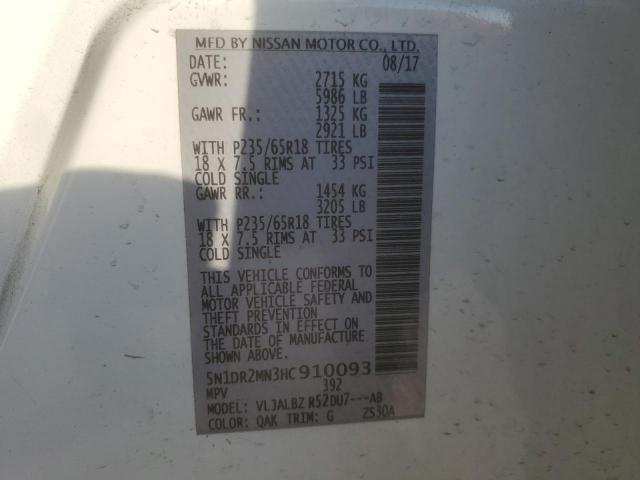 MFD BY NISSAN MOTOR CO., LTD.
DATE: 08/17
GVWR: 2715 KG
5986 LB
GAWR FR.: 1325 KG
2921 LB
WITH P235/65R18 TIRES
18 X 7.5 RIMS AT 33 PSI
COLD SINGLE
GAWR RR.: 1454 KG
3205 LB
WITH P235/65R18 TIRES
18 X 7.5 RIMS AT 33 PSI
COLD SINGLE
THIS VEHICLE CONFORMS TO
ALL APPLICABLE FEDERAL
MOTOR VEHICLE SAFETY AND
THEFT PREVENTION
STANDARDS IN EFFECT ON
THE DATE OF MANUFACTURE
SHOWN ABOVE.
5N1DR2MN3HC910093
MPV 392
MODEL: VLJALBZ R52DU7---AB
COLOR: QAK TRIM: G ZS30A